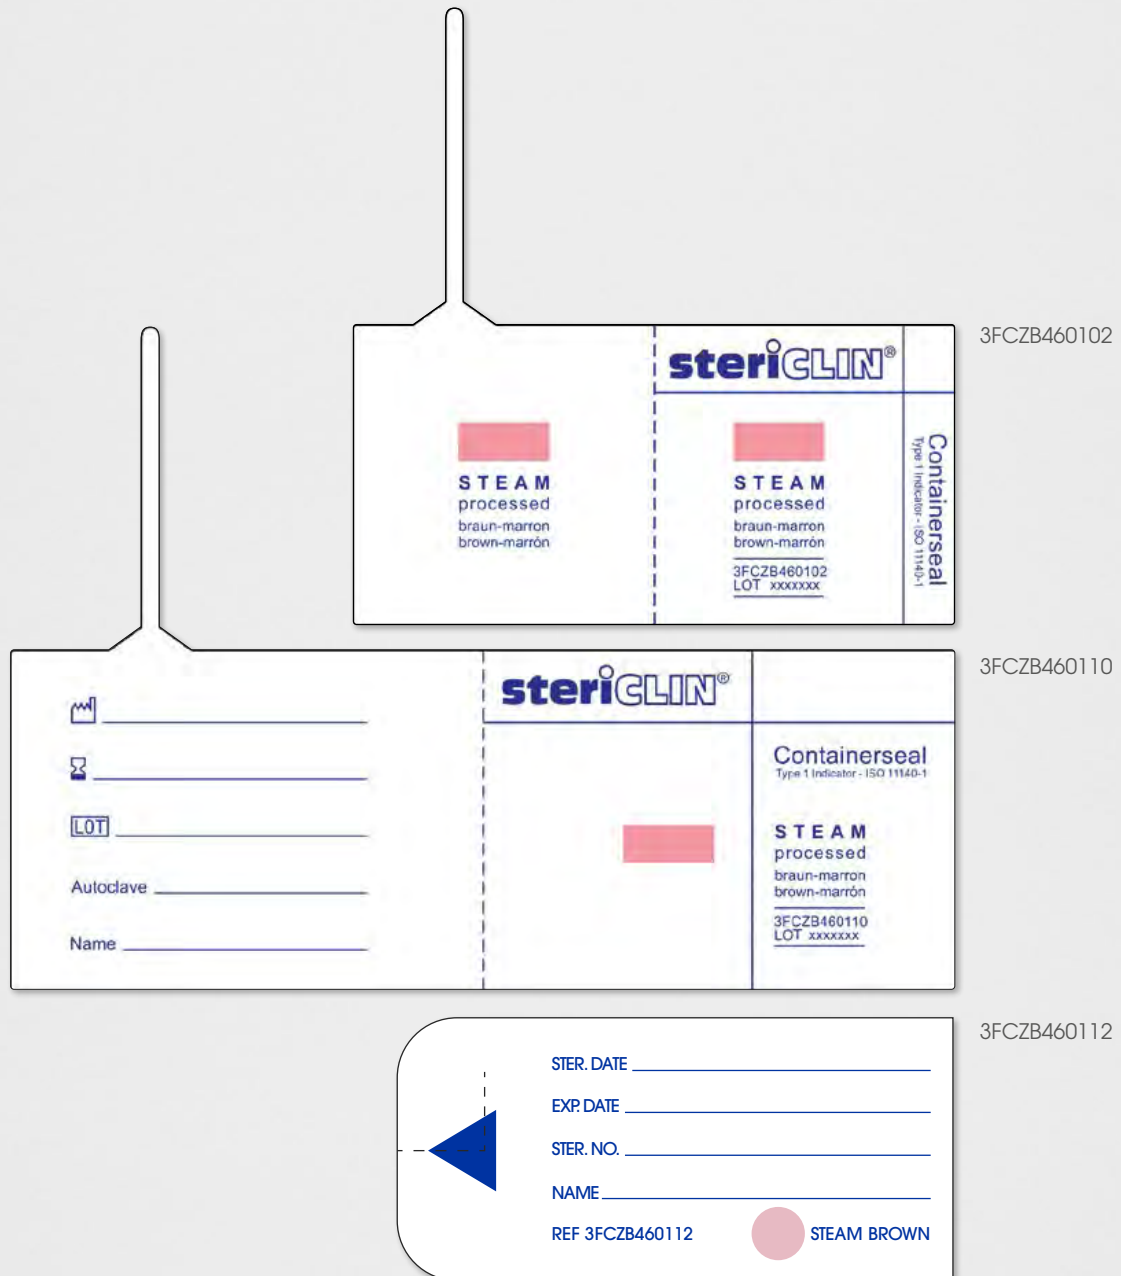 3FCZB460102
steriCLIN®
STEAM
processed
braun-marron
brown-marrón
STEAM
processed
braun-marron
brown-marrón
3FCZB460102
LOT xxxxxxx
Containerseal
Type 1 Indicator - ISO 11140-1
3FCZB460110
steriCLIN®
LOT
Autoclave
Name
Containerseal
Type 1 Indicator - ISO 11140-1
STEAM
processed
braun-marron
brown-marrón
3FCZB460110
LOT xxxxxxx
3FCZB460112
STER. DATE
EXP. DATE
STER. NO.
NAME
REF 3FCZB460112
STEAM BROWN